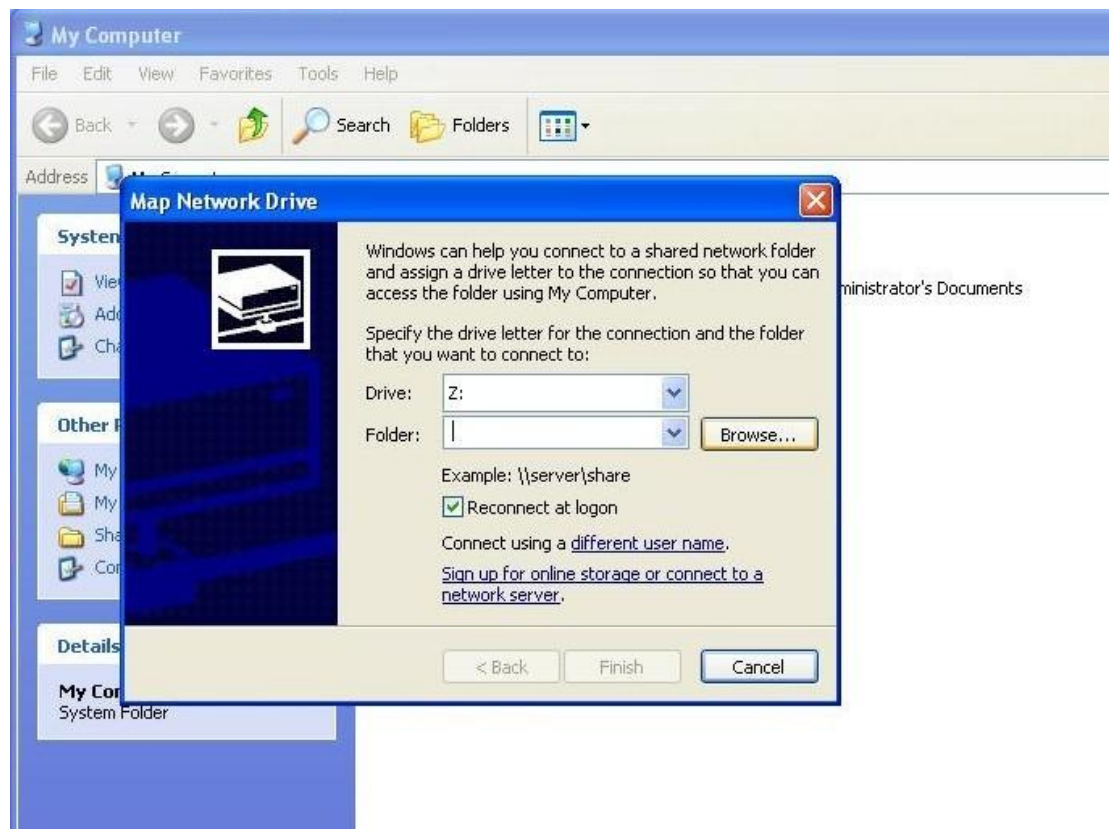 My Computer
File Edit View Favorites Tools Help
Back Search Folders
Address
Map Network Drive
Windows can help you connect to a shared network folder
and assign a drive letter to the connection so that you can
access the folder using My Computer.
Specify the drive letter for the connection and the folder
that you want to connect to:
Drive: Z:
Folder: Browse...
Example: \\server\share
Reconnect at logon
Connect using a different user name.
Sign up for online storage or connect to a
network server.
< Back Finish Cancel
Other
My
My
Details
My
System Folder
Documents